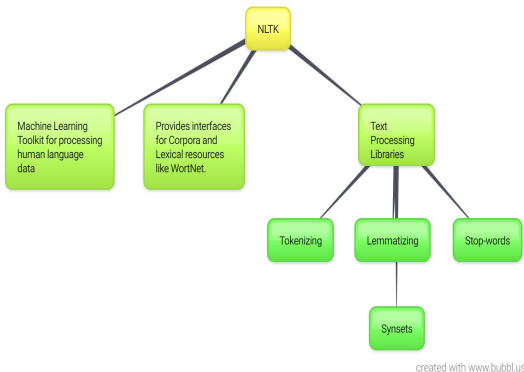 NLTK
Machine Learning
Toolkit for processing
human language
data
Provides interfaces
for Corpora and
Lexical resources
like WortNet.
Text
Processing
Libraries
Tokenizing
Lemmatizing
Stop-words
Synsets
created with www.bubbl.us